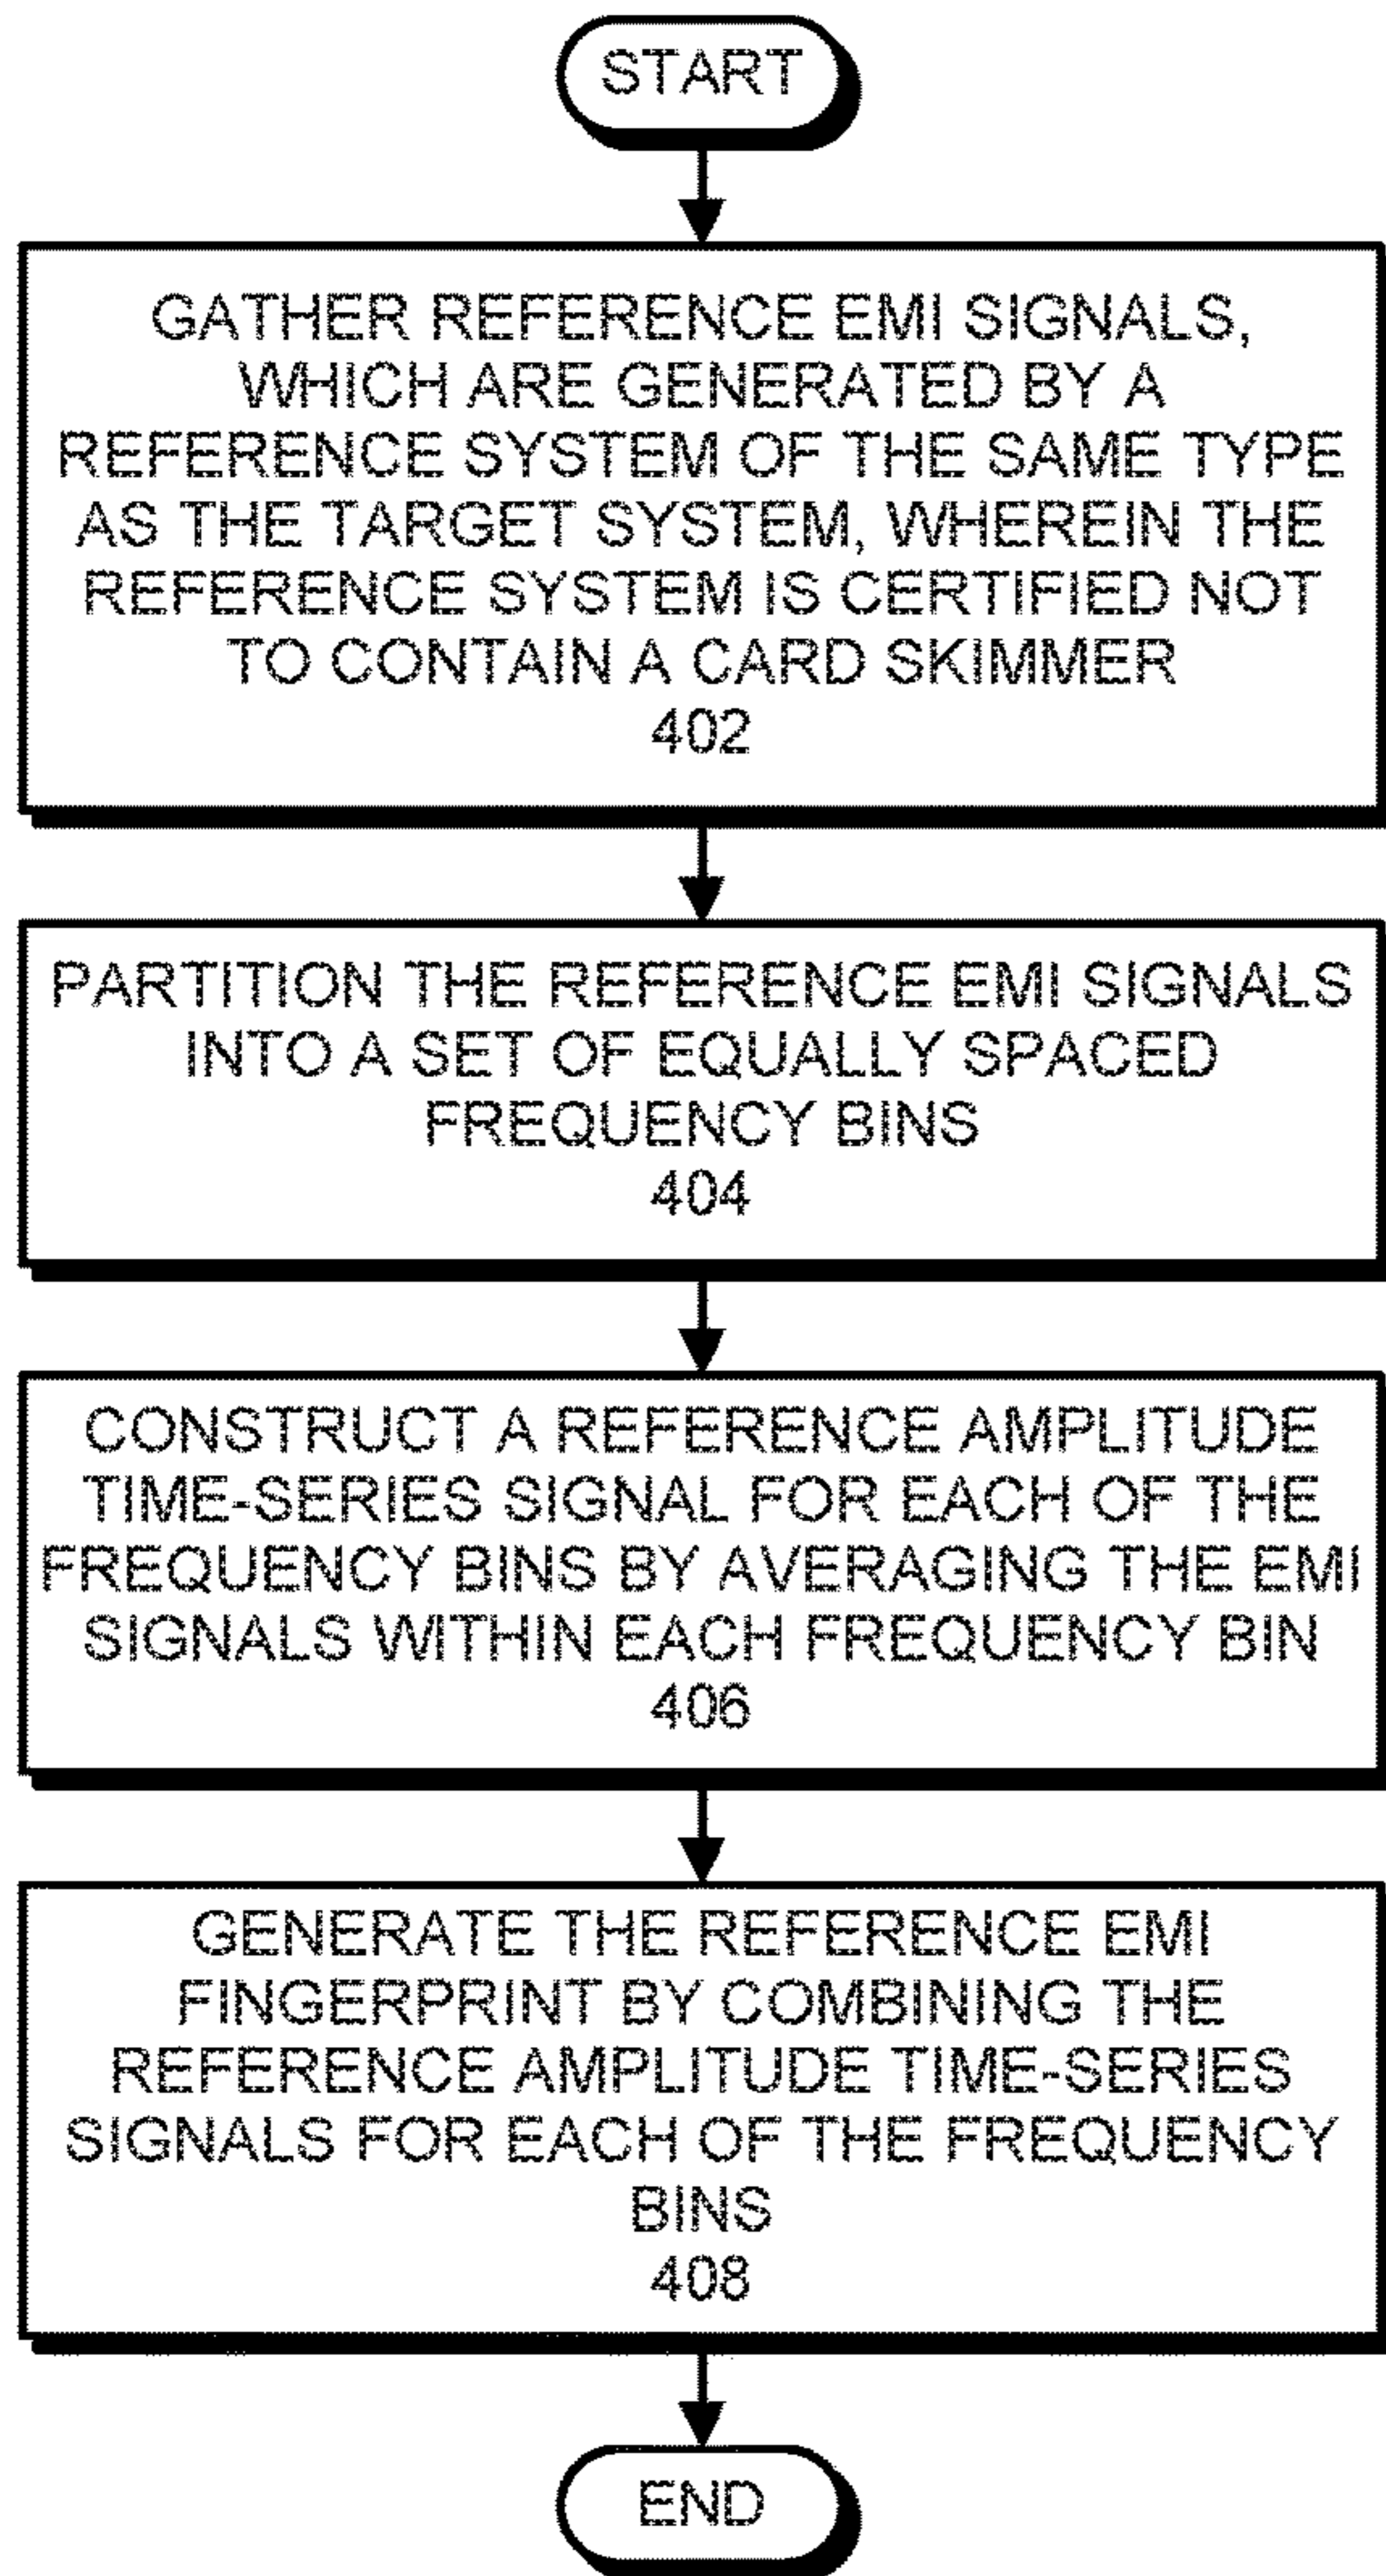 START
GATHER REFERENCE EMI SIGNALS,
WHICH ARE GENERATED BY A
REFERENCE SYSTEM OF THE SAME TYPE
AS THE TARGET SYSTEM, WHEREIN THE
REFERENCE SYSTEM IS CERTIFIED NOT
TO CONTAIN A CARD SKIMMER
402
PARTITION THE REFERENCE EMI SIGNALS
INTO A SET OF EQUALLY SPACED
FREQUENCY BINS
404
CONSTRUCT A REFERENCE AMPLITUDE
TIME-SERIES SIGNAL FOR EACH OF THE
FREQUENCY BINS BY AVERAGING THE EMI
SIGNALS WITHIN EACH FREQUENCY BIN
406
GENERATE THE REFERENCE EMI
FINGERPRINT BY COMBINING THE
REFERENCE AMPLITUDE TIME-SERIES
SIGNALS FOR EACH OF THE FREQUENCY
BINS
408
END